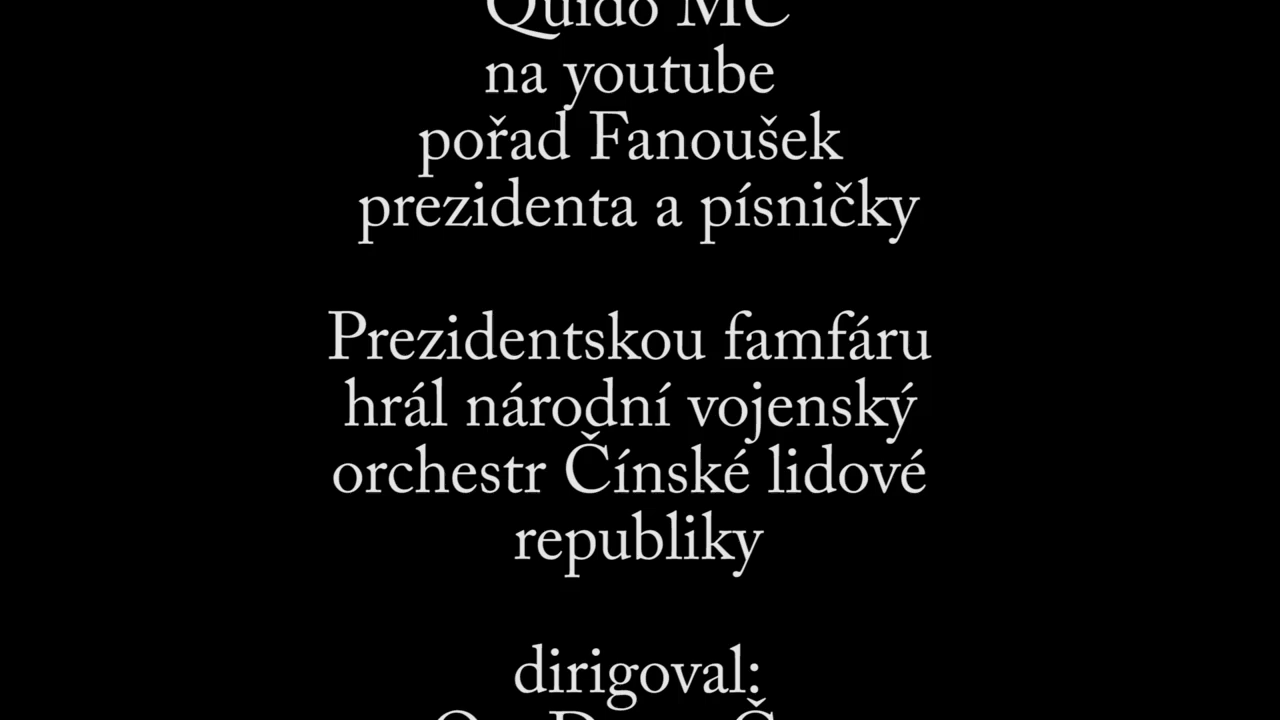 Quido MC
na youtube
pořad Fanoušek
prezidenta a písničky
Prezidentskou famfáru
hrál národní vojenský
orchestr Čínské lidové
republiky
dirigoval: